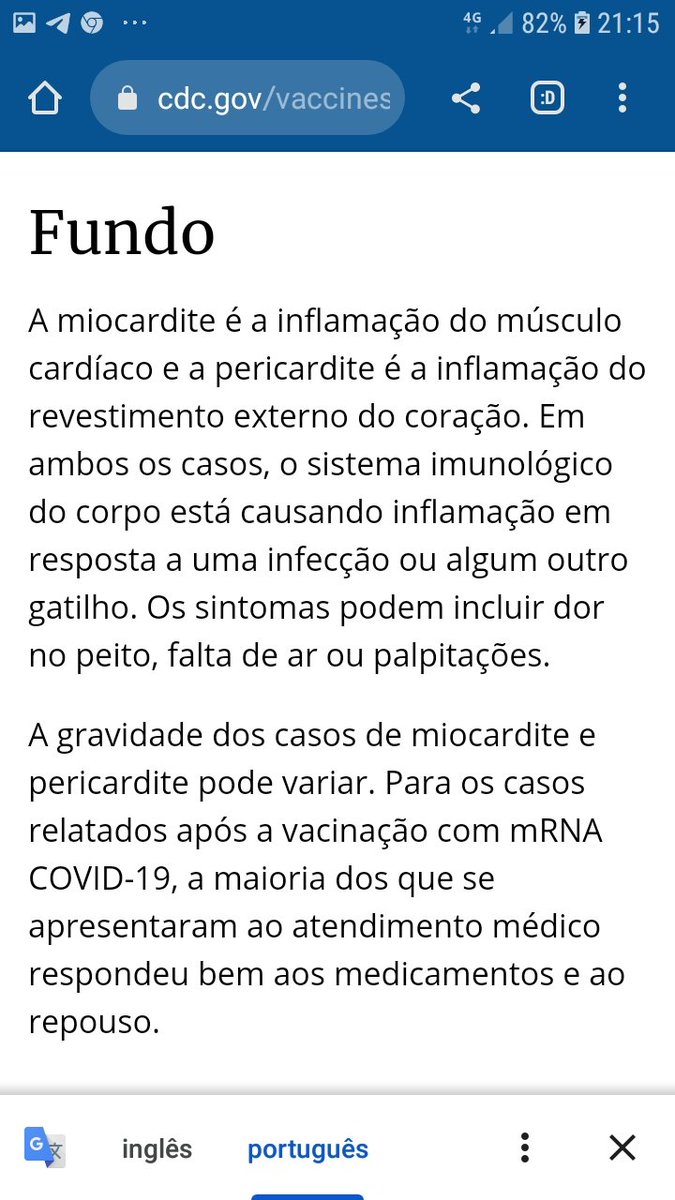 4G 82% 21:15
cdc.gov/vaccines
:D
Fundo
A miocardite é a inflamação do músculo
cardíaco e a pericardite é a inflamação do
revestimento externo do coração. Em
ambos os casos, o sistema imunológico
do corpo está causando inflamação em
resposta a uma infecção ou algum outro
gatilho. Os sintomas podem incluir dor
no peito, falta de ar ou palpitações.
A gravidade dos casos de miocardite e
pericardite pode variar. Para os casos
relatados após a vacinação com mRNA
COVID-19, a maioria dos que se
apresentaram ao atendimento médico
respondeu bem aos medicamentos e ao
repouso.
G 文 inglês português